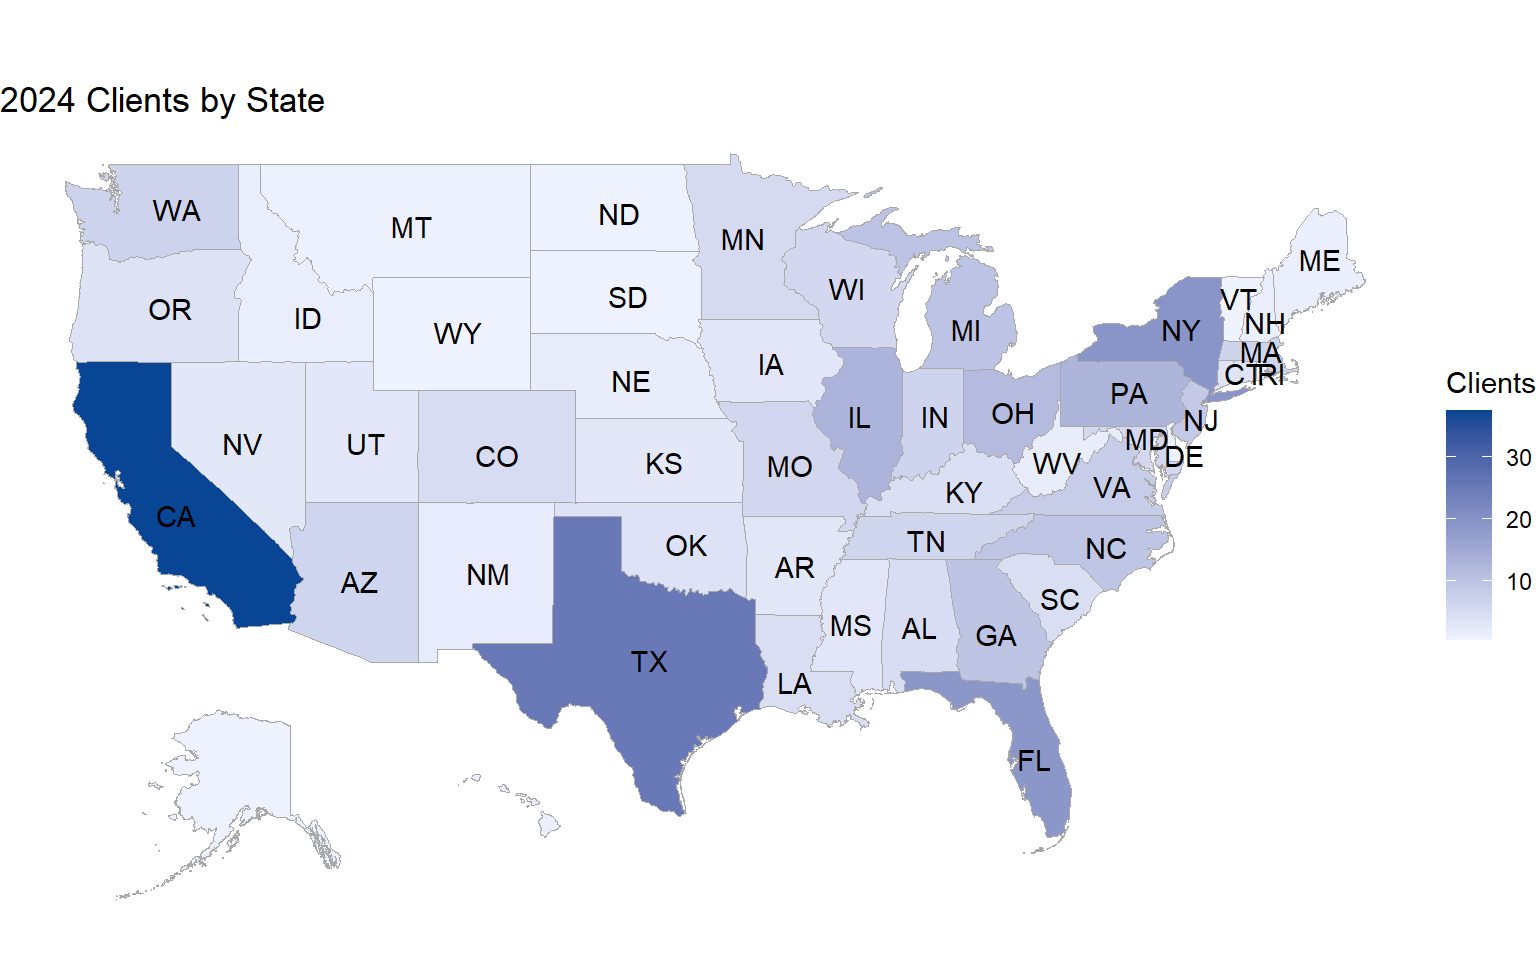 2024 Clients by State
WA
MT
ND
MN
OR
ID
WY
SD
WI
MI
ME
VT
NH
NY
MA
CT
RI
IA
NE
PA
NJ
IL
IN
OH
MD
DE
NV
UT
CO
KS
MO
WV
VA
KY
CA
AZ
NM
OK
AR
TN
NC
SC
MS
AL
GA
TX
LA
FL
Clients
30
20
10